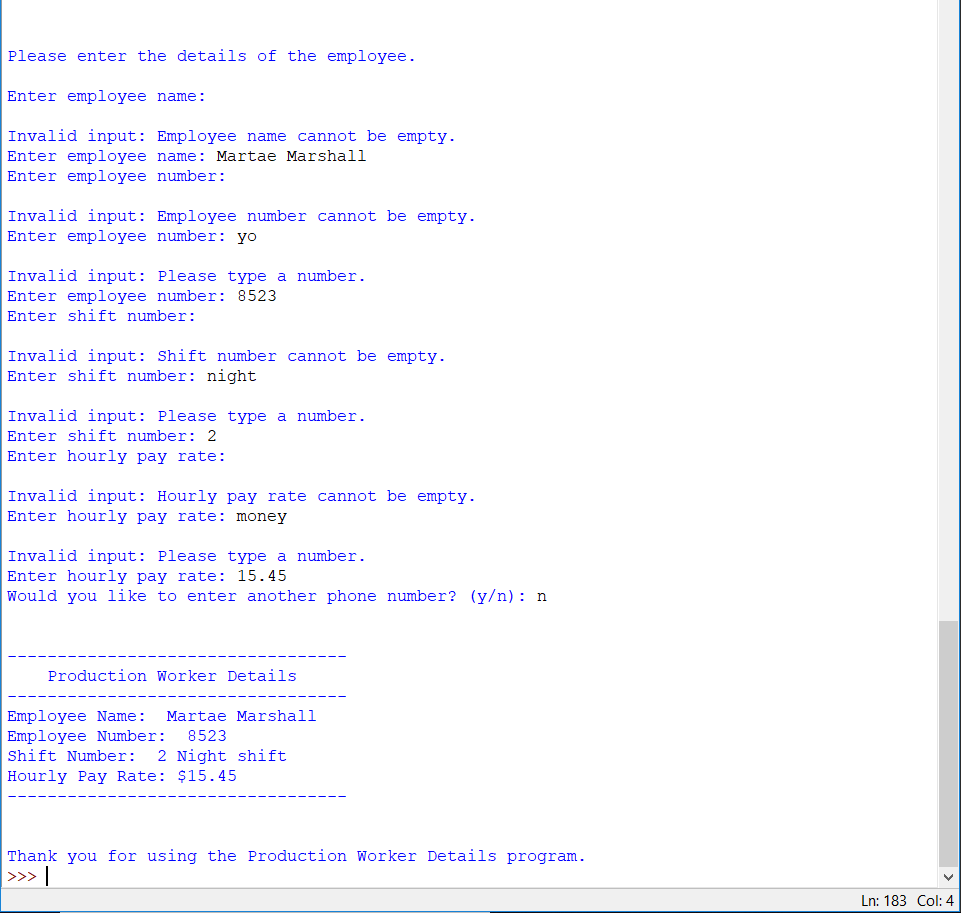 Please enter the details of the employee.
Enter employee name:
Invalid input: Employee name cannot be empty.
Enter employee name: Martae Marshall
Enter employee number:
Invalid input: Employee number cannot be empty.
Enter employee number: yo
Invalid input: Please type a number.
Enter employee number: 8523
Enter shift number:
Invalid input: Shift number cannot be empty.
Enter shift number: night
Invalid input: Please type a number.
Enter shift number: 2
Enter hourly pay rate:
Invalid input: Hourly pay rate cannot be empty.
Enter hourly pay rate: money
Invalid input: Please type a number.
Enter hourly pay rate: 15.45
Would you like to enter another phone number? (y/n): n
----------------------------------
Production Worker Details
----------------------------------
Employee Name:  Martae Marshall
Employee Number:  8523
Shift Number:  2 Night shift
Hourly Pay Rate: $15.45
----------------------------------
Thank you for using the Production Worker Details program.
>>>
Ln: 183 Col: 4